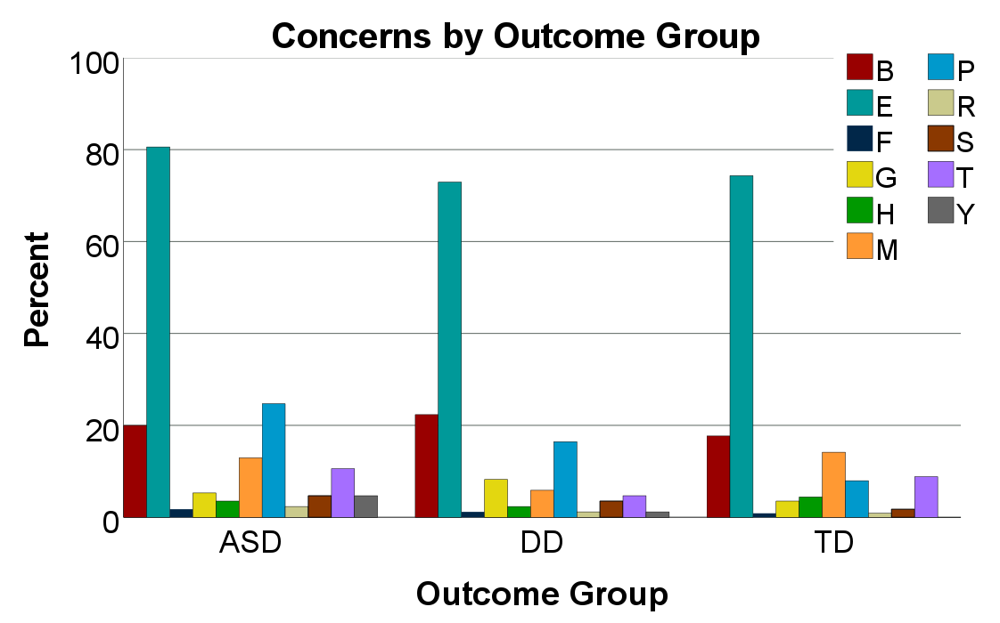 Concerns by Outcome Group
100
80
60
40
20
0
Percent
ASD DD TD
Outcome Group
B P
E R
F S
G T
H Y
M